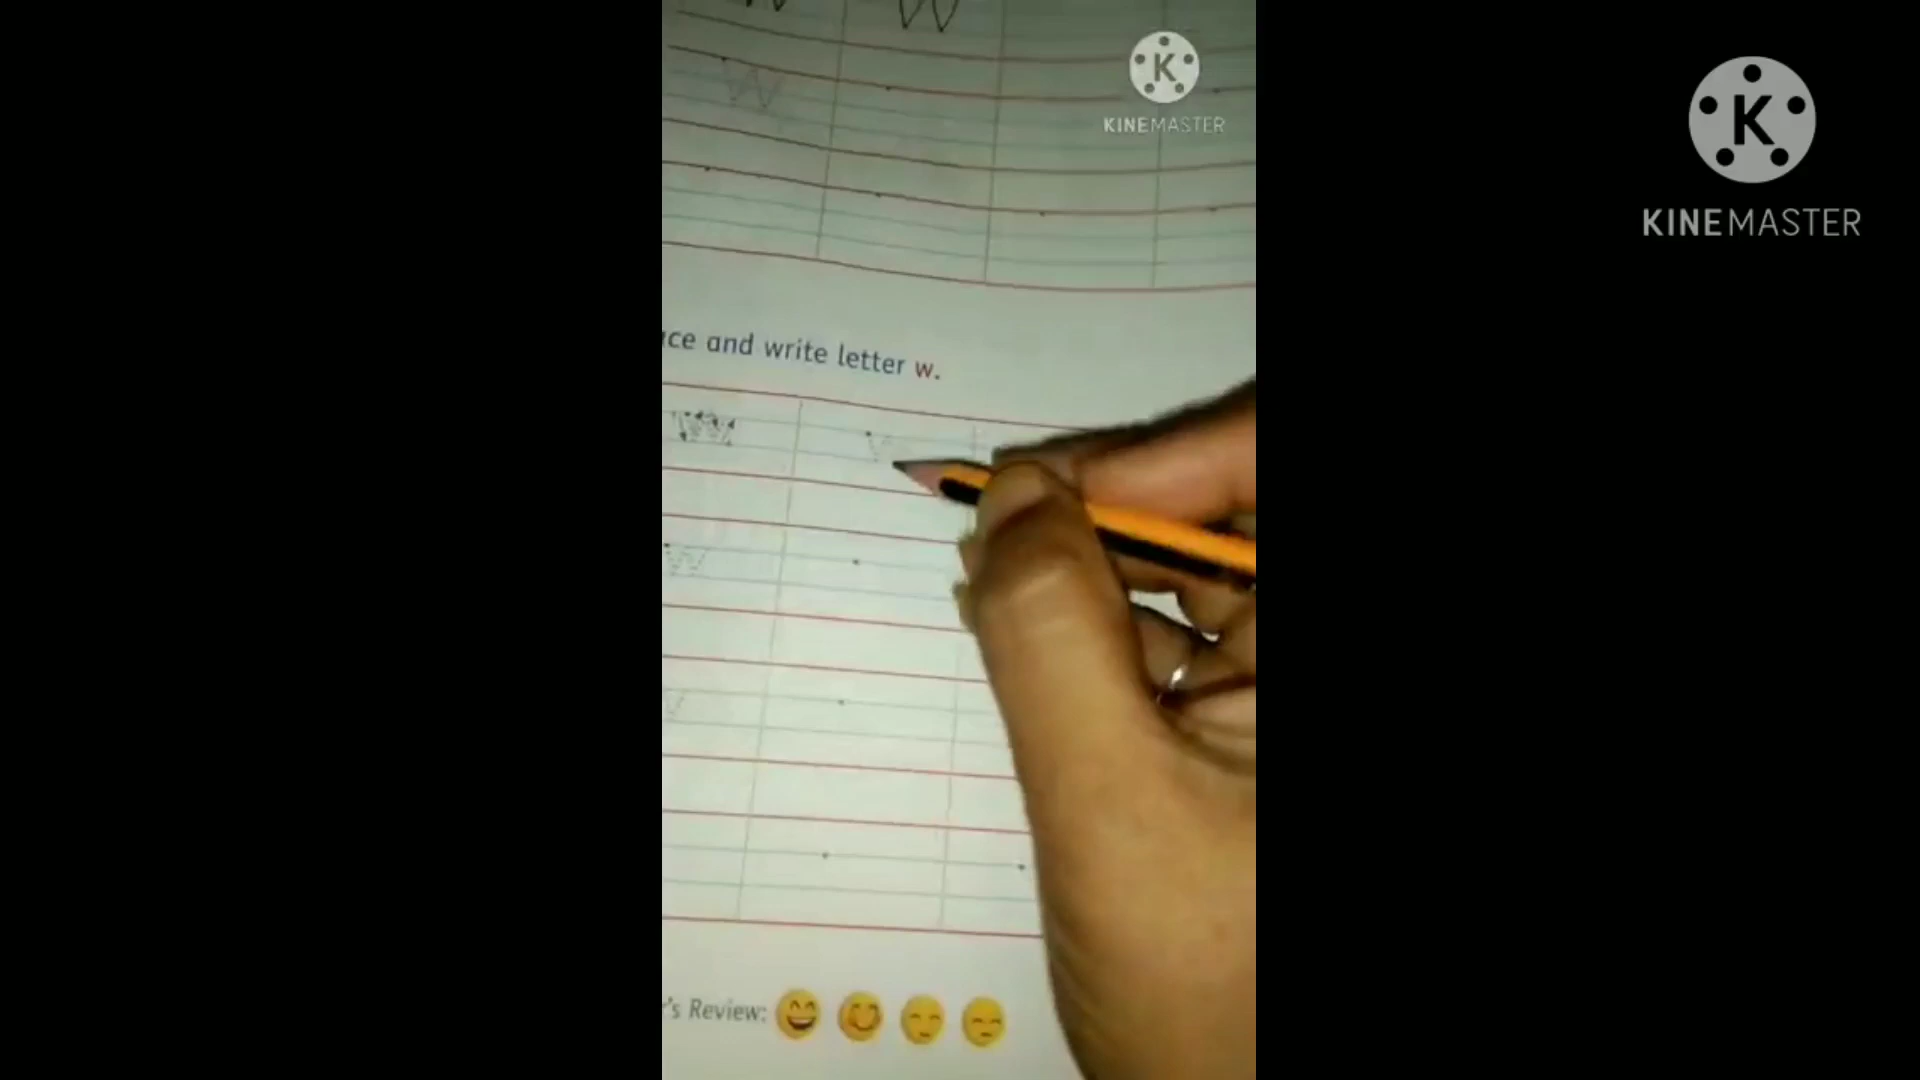 W
K
KINEMASTER
K
KINEMASTER
W
ce and write letter w.
w
w
's Review: